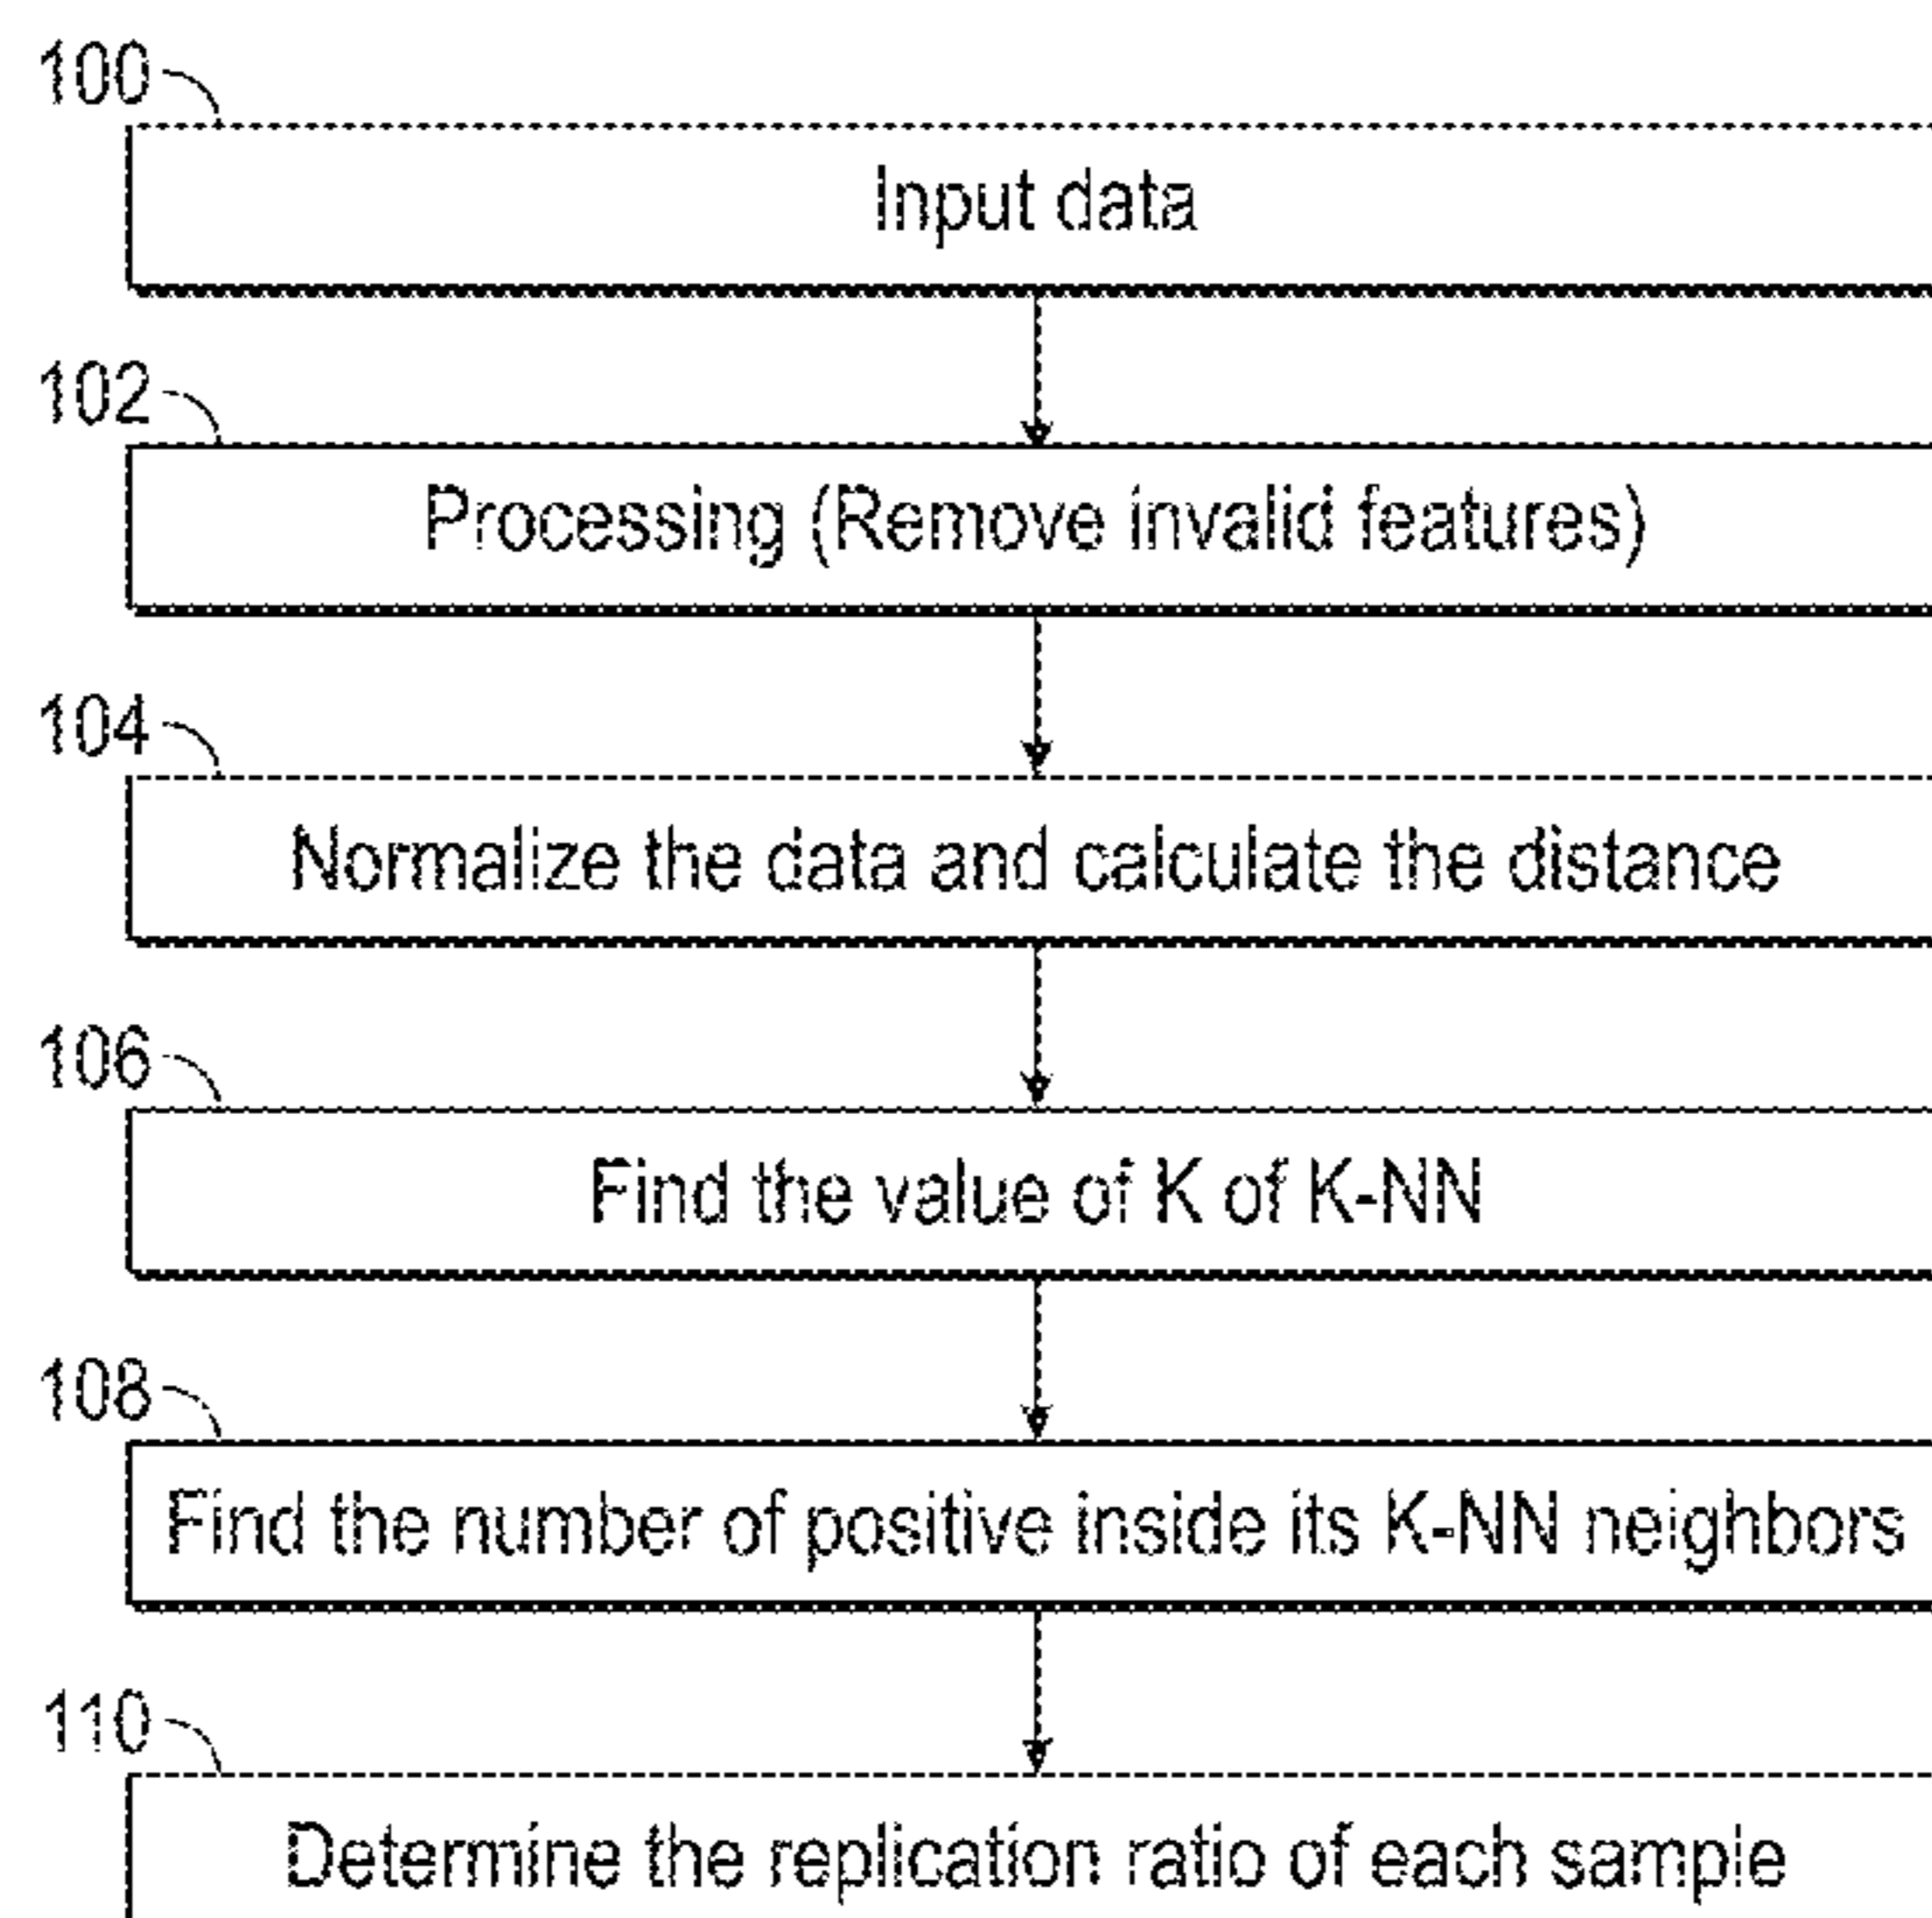 100
Input data
102
Processing (Remove invalid features)
104
Normalize the data and calculate the distance
106
Find the value of K of K-NN
108
Find the number of positive inside its K-NN neighbors
110
Determine the replication ratio of each sample